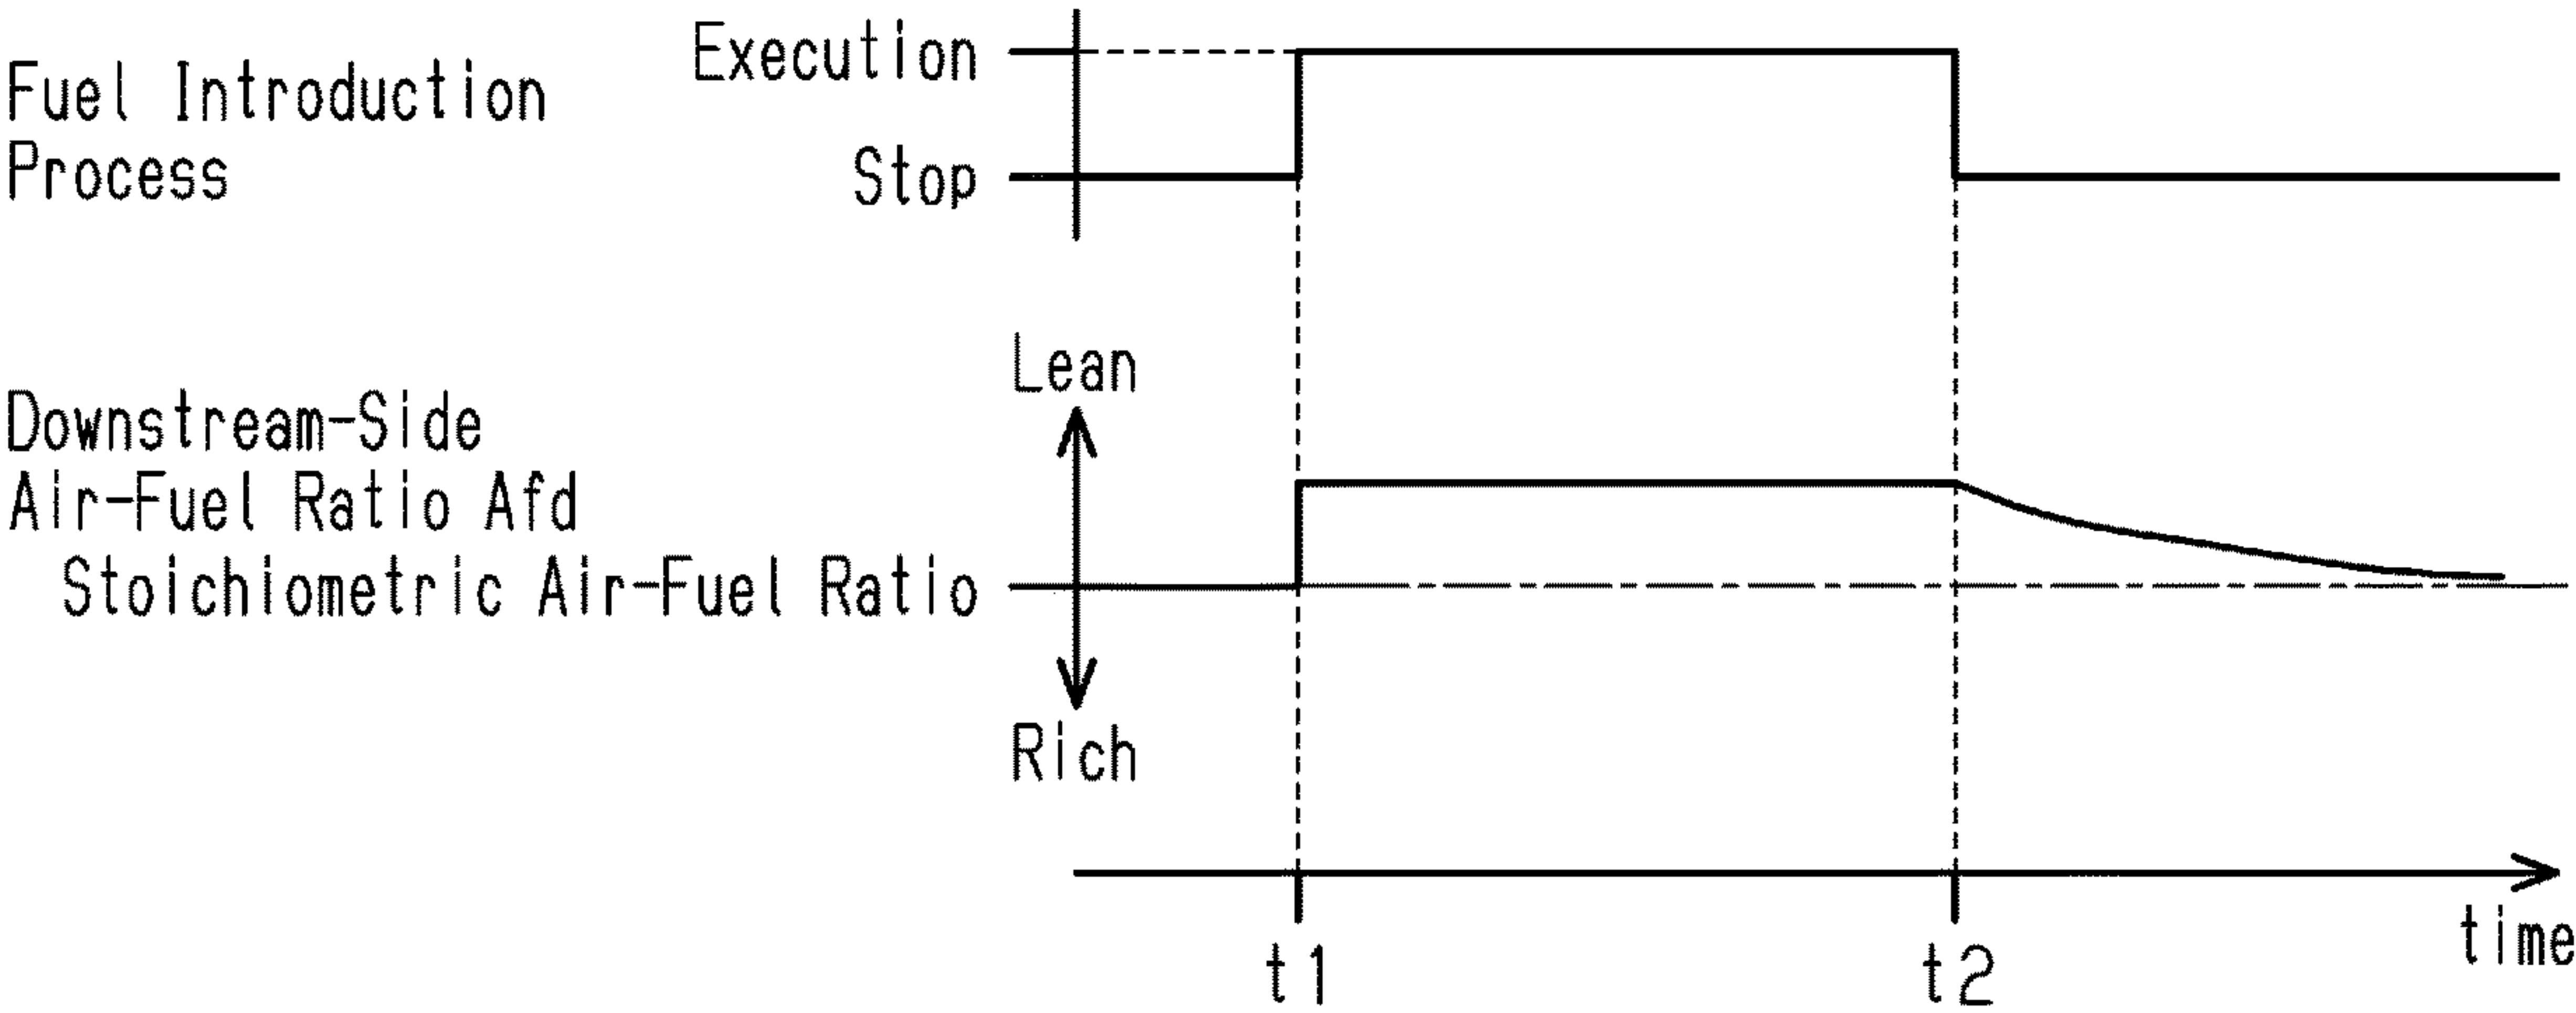 Fuel Introduction
Process
Execution
Stop
Lean
Downstream-Side
Air-Fuel Ratio Afd
Stoichiometric Air-Fuel Ratio
Rich
t1
t2
time